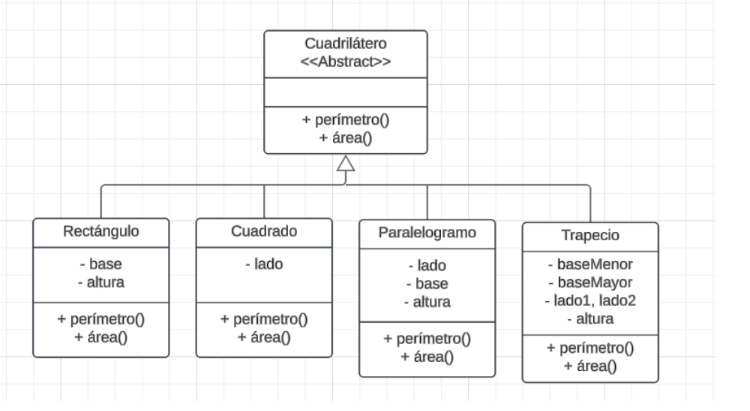 Cuadrilátero
<<Abstract>>
+ perímetro()
+ área()
Rectángulo
- base
- altura
+ perímetro()
+ área()
Cuadrado
- lado
+ perímetro()
+ área()
Paralelogramo
- lado
- base
- altura
+ perímetro()
+ área()
Trapecio
- baseMenor
- baseMayor
- lado1, lado2
- altura
+ perímetro()
+ área()